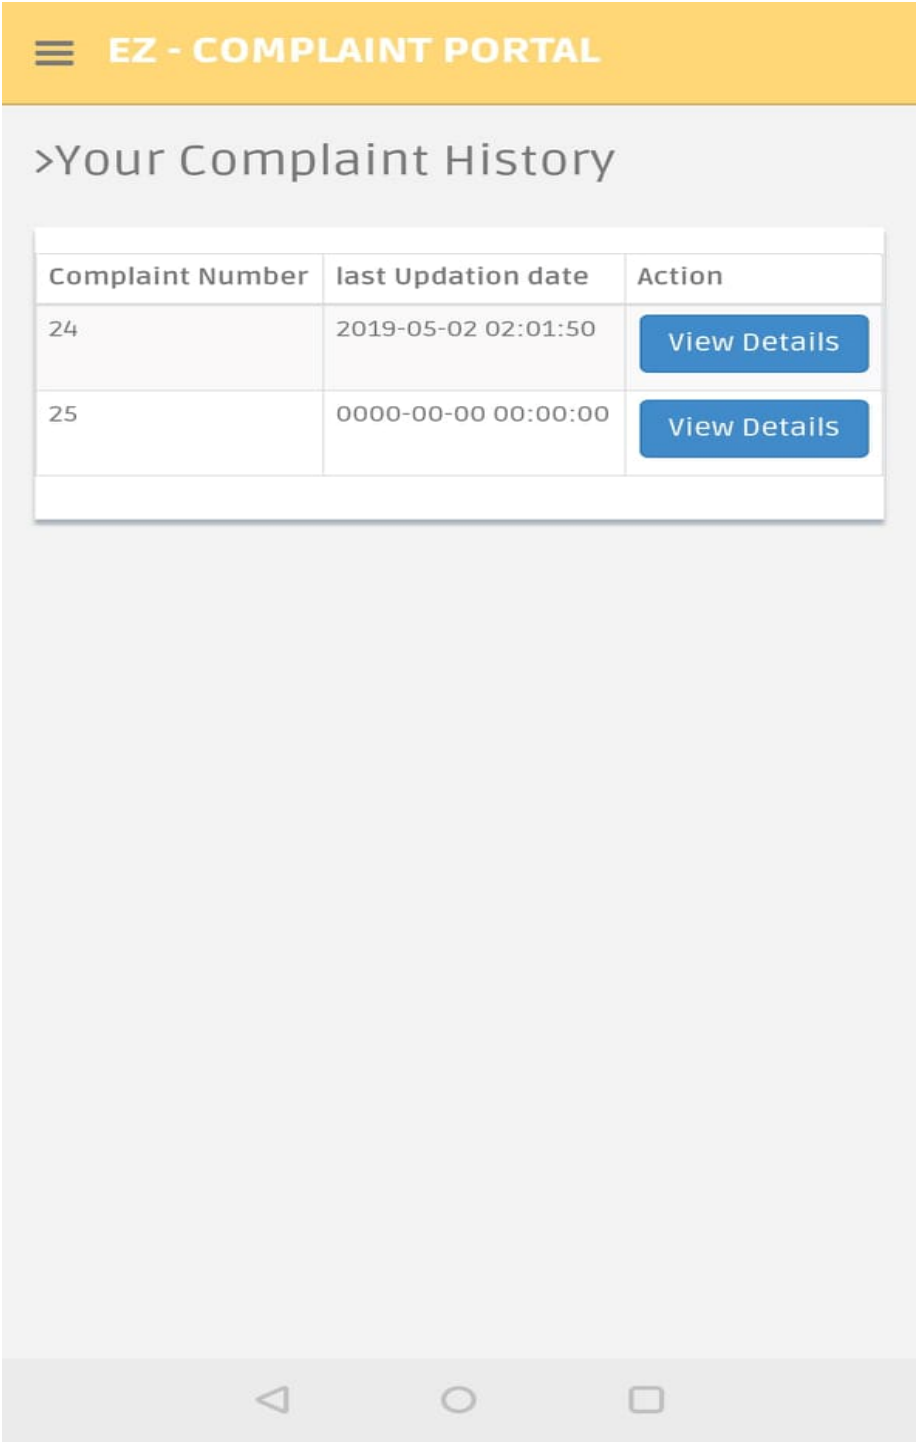 EZ - COMPLAINT PORTAL
>Your Complaint History
Complaint Number last Updation date Action
24 2019-05-02 02:01:50 View Details
25 0000-00-00 00:00:00 View Details